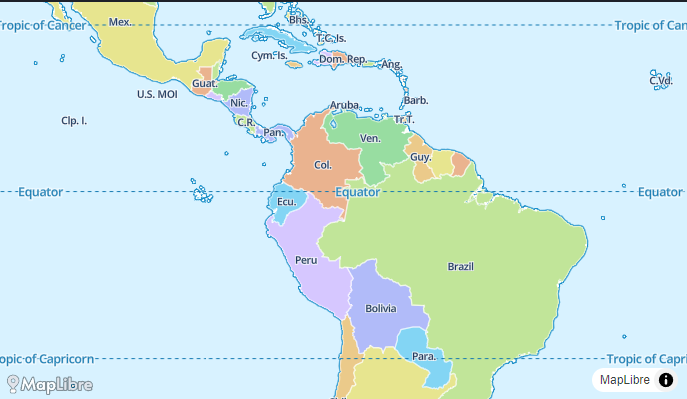 Bhs.
Mex.
Tropic of Cancer
Tropic of Can
T.C. Is.
Cym. Is.
Dom. Rep.
Ang.
C.Vd.
Guat.
U.S. MOI
Nic.
Aruba.
Barb.
Clp. I.
C.R.
Tr.T.
Pan.
Ven.
Col.
Guy.
Equator
Equator
Equator
Ecu.
Peru
Brazil
Bolivia
Para.
opic of Capricorn
Tropic of Capri
MapLibre
MapLibre